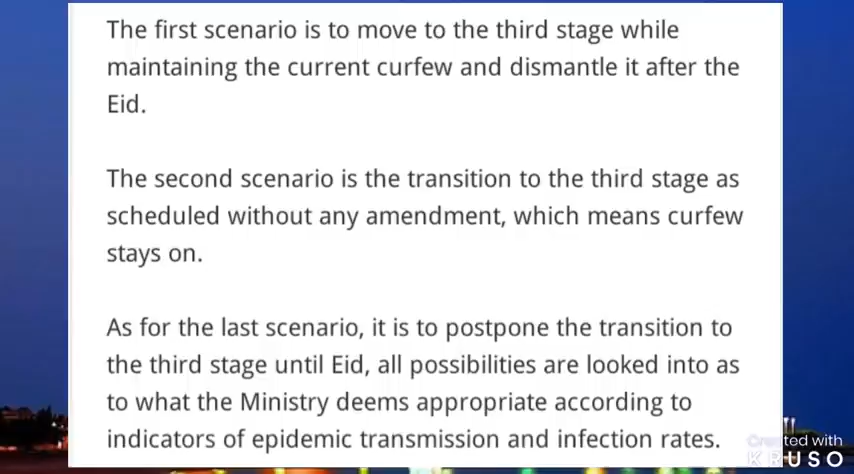 The first scenario is to move to the third stage while
maintaining the current curfew and dismantle it after the
Eid.
The second scenario is the transition to the third stage as
scheduled without any amendment, which means curfew
stays on.
As for the last scenario, it is to postpone the transition to
the third stage until Eid, all possibilities are looked into as
to what the Ministry deems appropriate according to
indicators of epidemic transmission and infection rates.
Created with
KRUSO